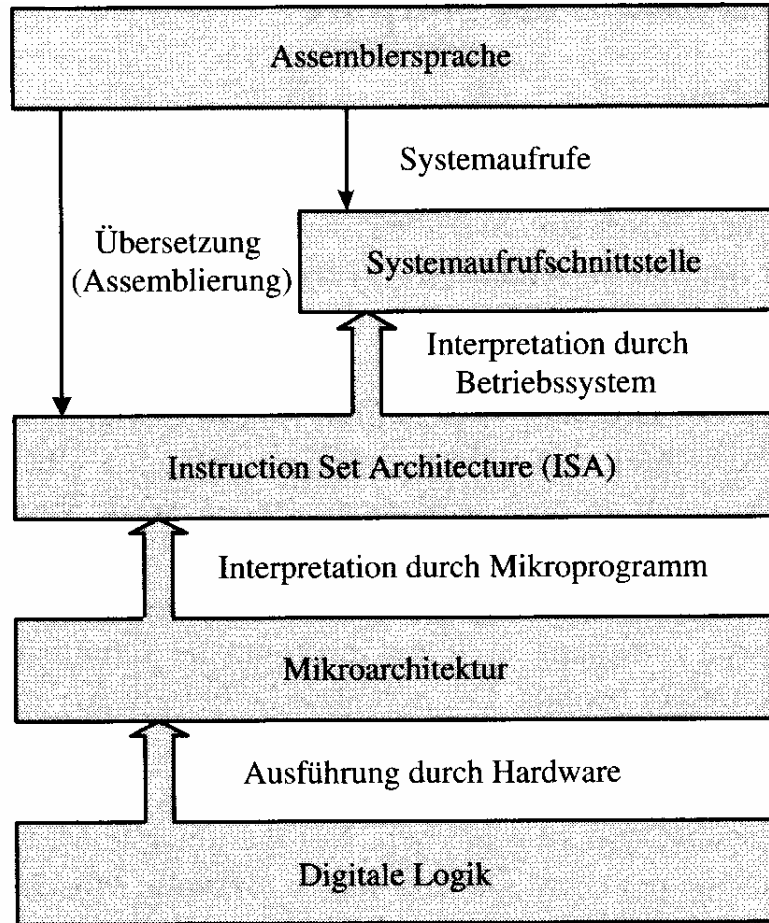 Assemblersprache
Systemaufrufe
Übersetzung
(Assemblierung)
Systemaufrufschnittstelle
Interpretation durch
Betriebssystem
Instruction Set Architecture (ISA)
Interpretation durch Mikroprogramm
Mikroarchitektur
Ausführung durch Hardware
Digitale Logik